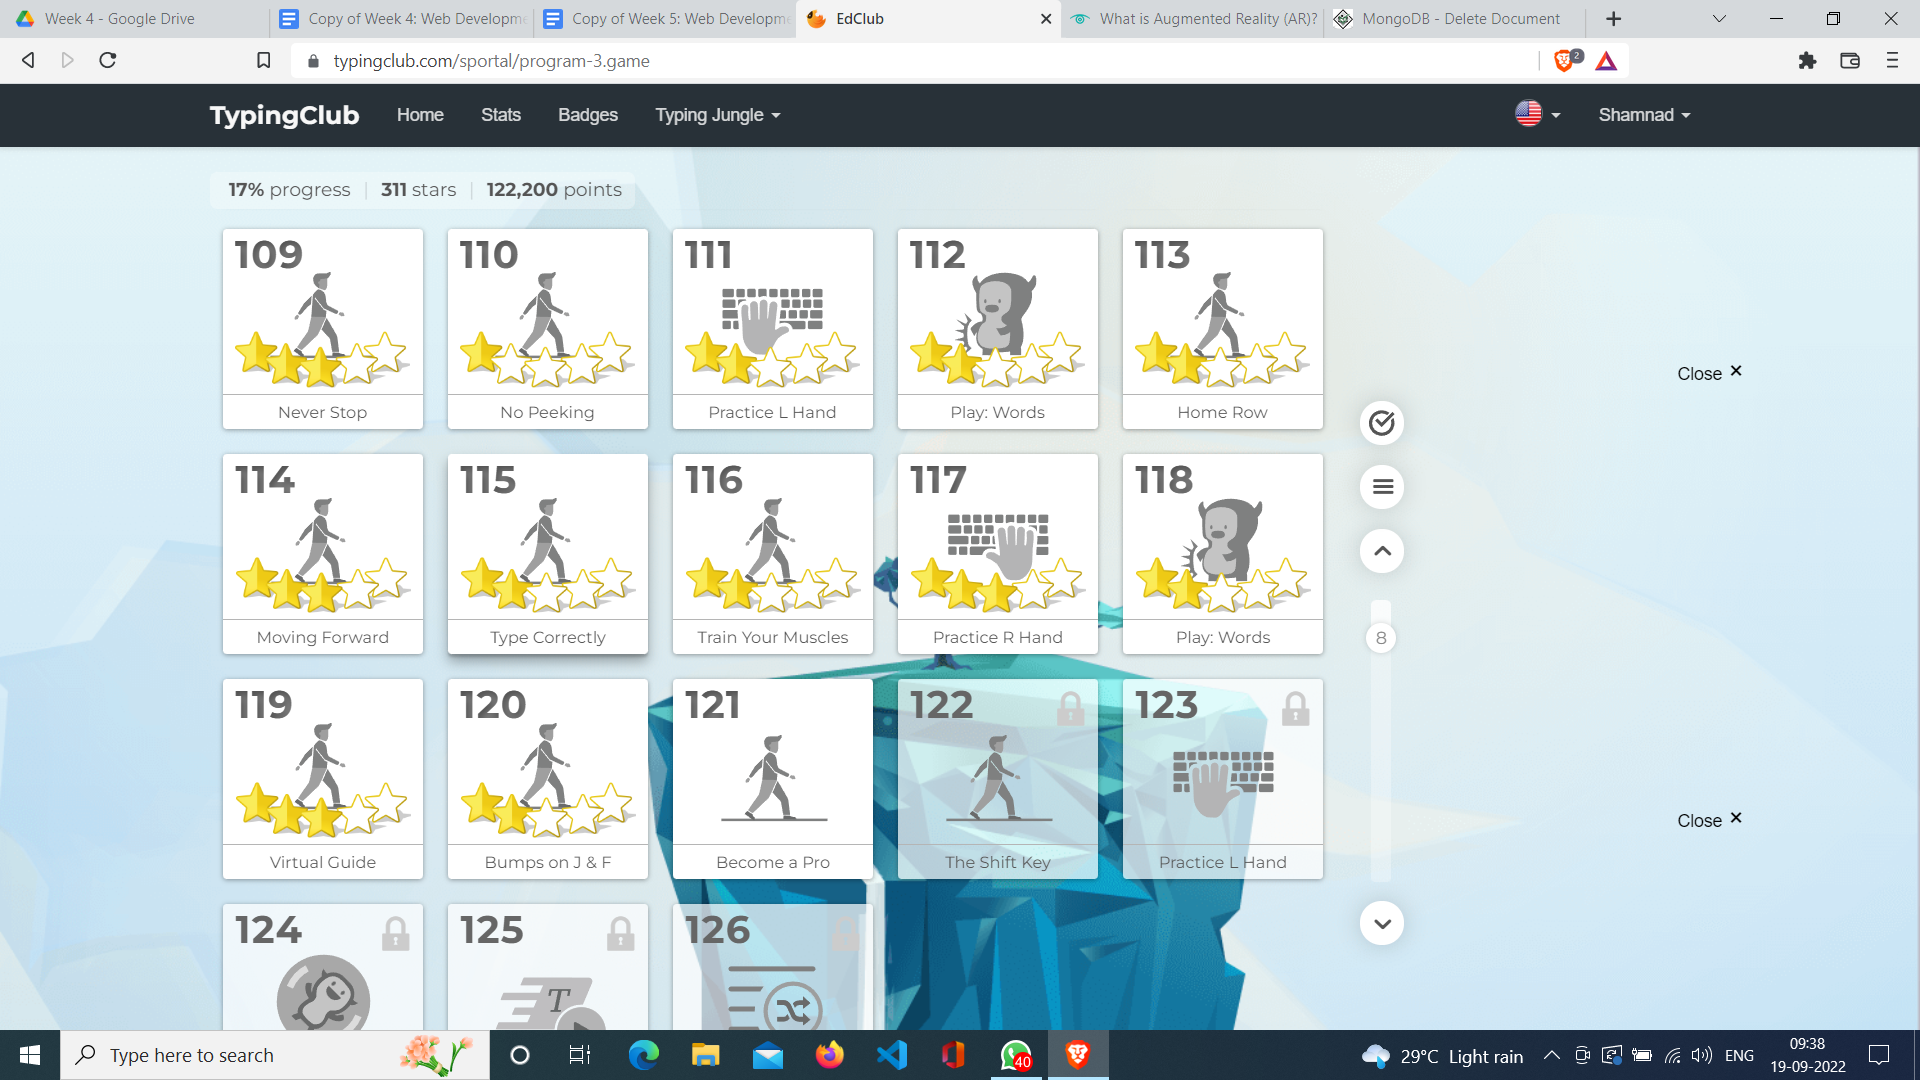 Week 4 - Google Drive
Copy of Week 4: Web Developme
Copy of Week 5: Web Developme
EdClub
What is Augmented Reality (AR)?
MongoDB - Delete Document
typingclub.com/sportal/program-3.game
2
TypingClub
Home
Stats
Badges
Typing Jungle
Shamnad
17% progress
311 stars
122,200 points
109
110
111
112
113
Never Stop
No Peeking
Practice L Hand
Play: Words
Home Row
Close
114
115
116
117
118
Moving Forward
Type Correctly
Train Your Muscles
Practice R Hand
Play: Words
8
119
120
121
122
123
Virtual Guide
Bumps on J & F
Become a Pro
The Shift Key
Practice L Hand
Close
124
125
126
T
Type here to search
40
29°C Light rain
ENG
09:38
19-09-2022